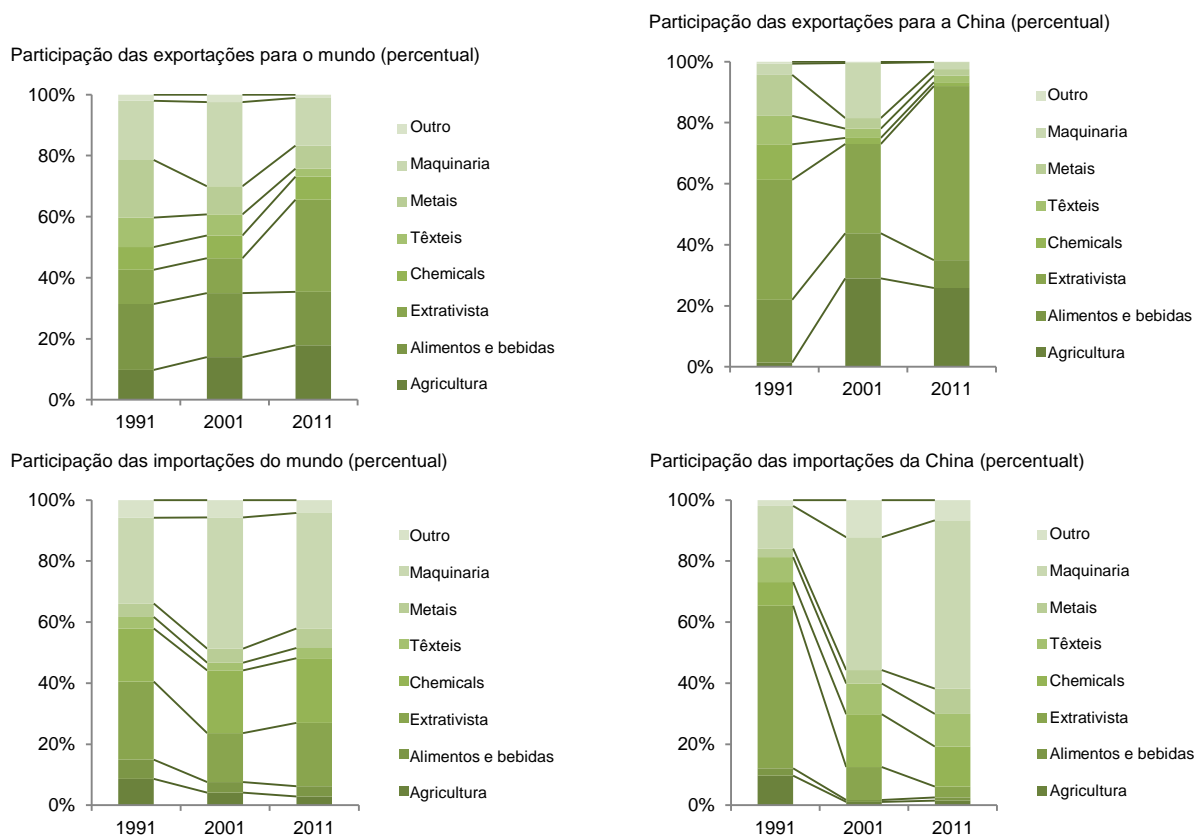 Participação das exportações para o mundo (percentual)
100%
80%
60%
40%
20%
0%
1991
2001
2011
Outro
Maquinaria
Metais
Têxteis
Chemicals
Extrativista
Alimentos e bebidas
Agricultura
Participação das exportações para a China (percentual)
100%
80%
60%
40%
20%
0%
1991
2001
2011
Outro
Maquinaria
Metais
Têxteis
Chemicals
Extrativista
Alimentos e bebidas
Agricultura
Participação das importações do mundo (percentual)
100%
80%
60%
40%
20%
0%
1991
2001
2011
Outro
Maquinaria
Metais
Têxteis
Chemicals
Extrativista
Alimentos e bebidas
Agricultura
Participação das importações da China (percentualt)
100%
80%
60%
40%
20%
0%
1991
2001
2011
Outro
Maquinaria
Metais
Têxteis
Chemicals
Extrativista
Alimentos e bebidas
Agricultura